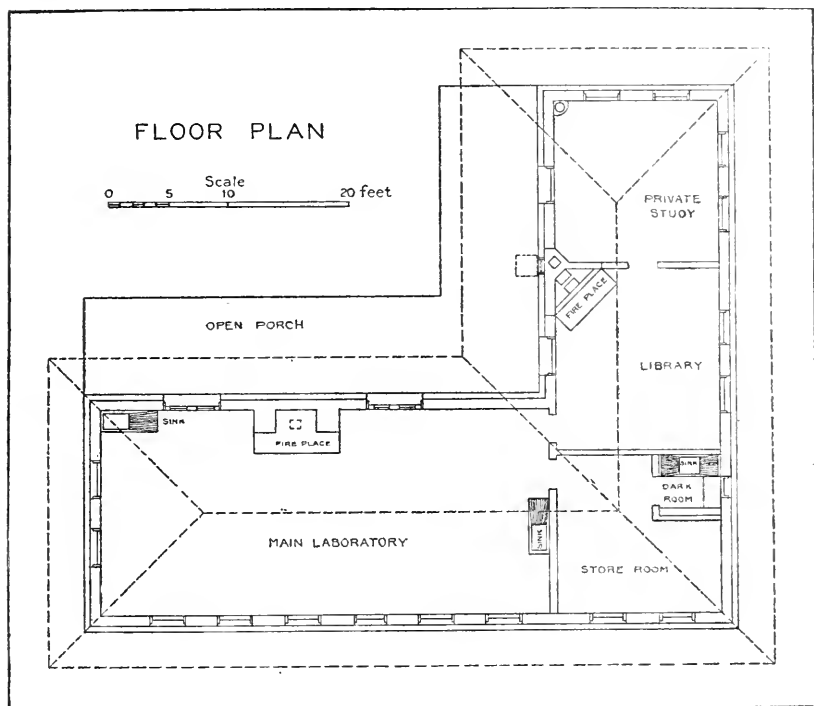 FLOOR PLAN
Scale
0 5 10 20 feet
PRIVATE
STUDY
FIRE PLACE
OPEN PORCH
LIBRARY
SINK
FIRE PLACE
SINK
DARK
ROOM
SINK
MAIN LABORATORY
STORE ROOM